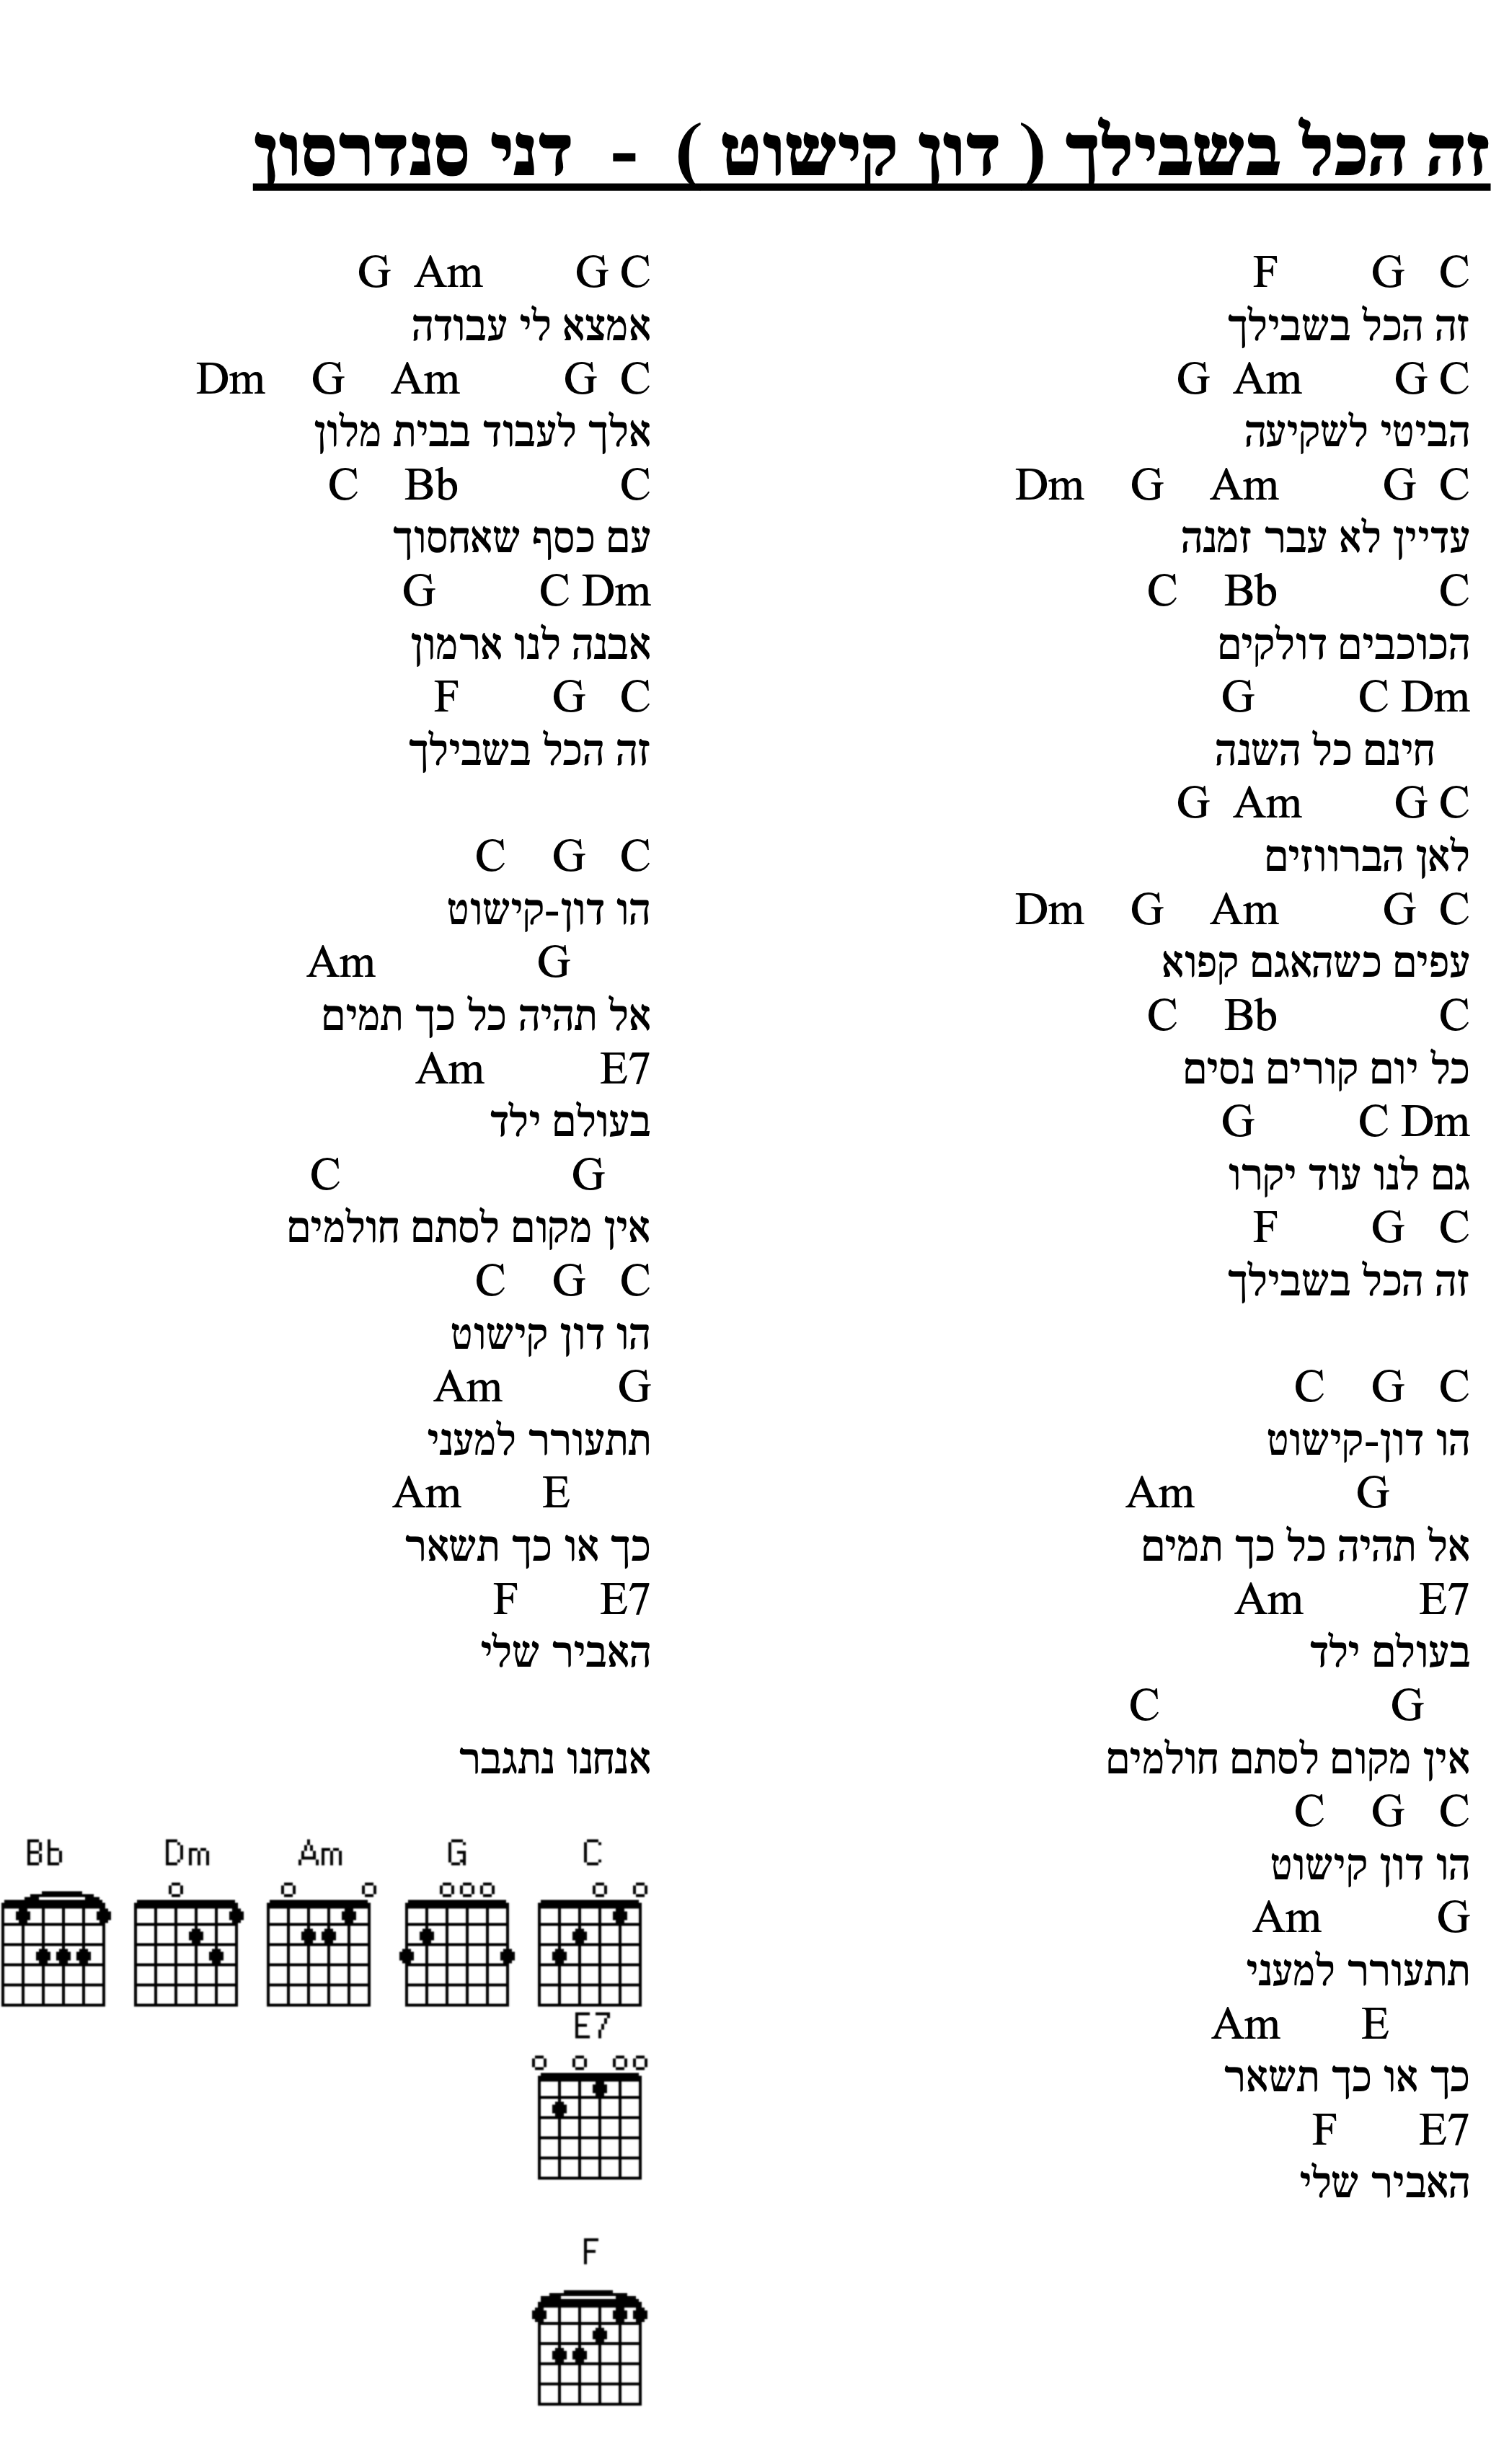 זה הכל בשבילך ( דון קישוט ) - דני סנדרסון
F G C
זה הכל בשבילך
G Am G C
הביטי לשקיעה
Dm G Am G C
עדיין לא עבר זמנה
C Bb C
הכוכבים דולקים
G C Dm
חינם כל השנה
G Am G C
לאן הברווזים
Dm G Am G C
עפים כשהאגם קפוא
C Bb C
כל יום קורים נסים
G C Dm
גם לנו עוד יקרו
F G C
זה הכל בשבילך
C G C
הו דון-קישוט
Am G
אל תהיה כל כך תמים
Am E7
בעולם ילד
C G
אין מקום לסתם חולמים
C G C
הו דון קישוט
Am G
תתעורר למעני
Am E
כך או כך תשאר
F E7
האביר שלי
G Am G C
אמצא לי עבודה
Dm G Am G C
אלך לעבוד בבית מלון
C Bb C
עם כסף שאחסוך
G C Dm
אבנה לנו ארמון
F G C
זה הכל בשבילך
C G C
הו דון-קישוט
Am G
אל תהיה כל כך תמים
Am E7
בעולם ילד
C G
אין מקום לסתם חולמים
C G C
הו דון קישוט
Am G
תתעורר למעני
Am E
כך או כך תשאר
F E7
האביר שלי
אנחנו נתגבר
Bb Dm Am G C
E7
F